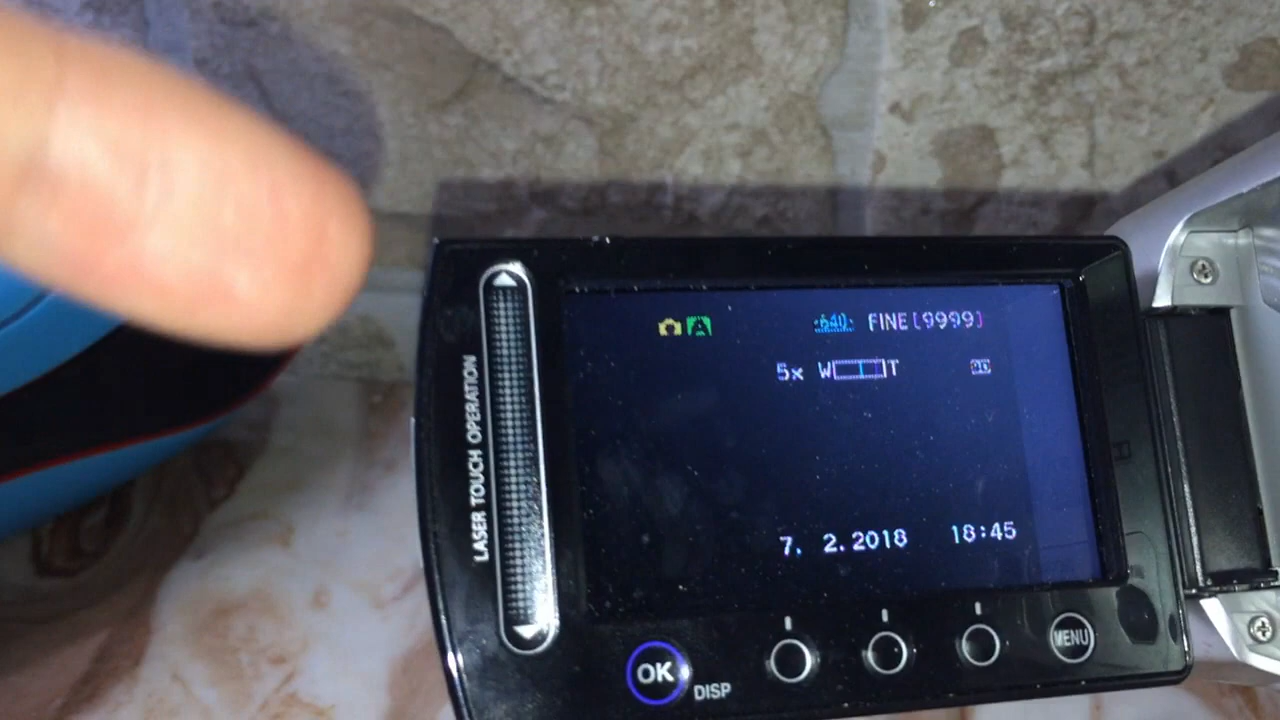 640 FINE[9999]
5x W T
7. 2.2018 18:45
LASER TOUCH OPERATION
OK
DISP
MENU